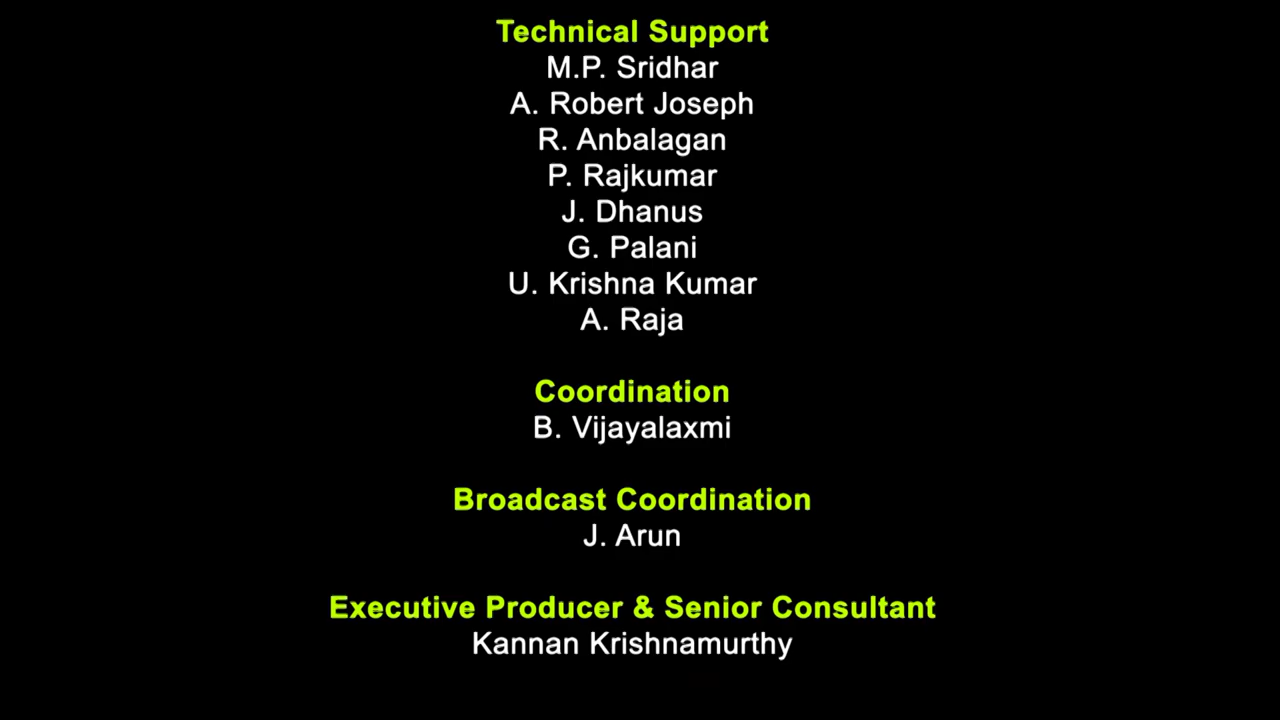 Technical Support
M.P. Sridhar
A. Robert Joseph
R. Anbalagan
P. Rajkumar
J. Dhanus
G. Palani
U. Krishna Kumar
A. Raja
Coordination
B. Vijayalaxmi
Broadcast Coordination
J. Arun
Executive Producer & Senior Consultant
Kannan Krishnamurthy